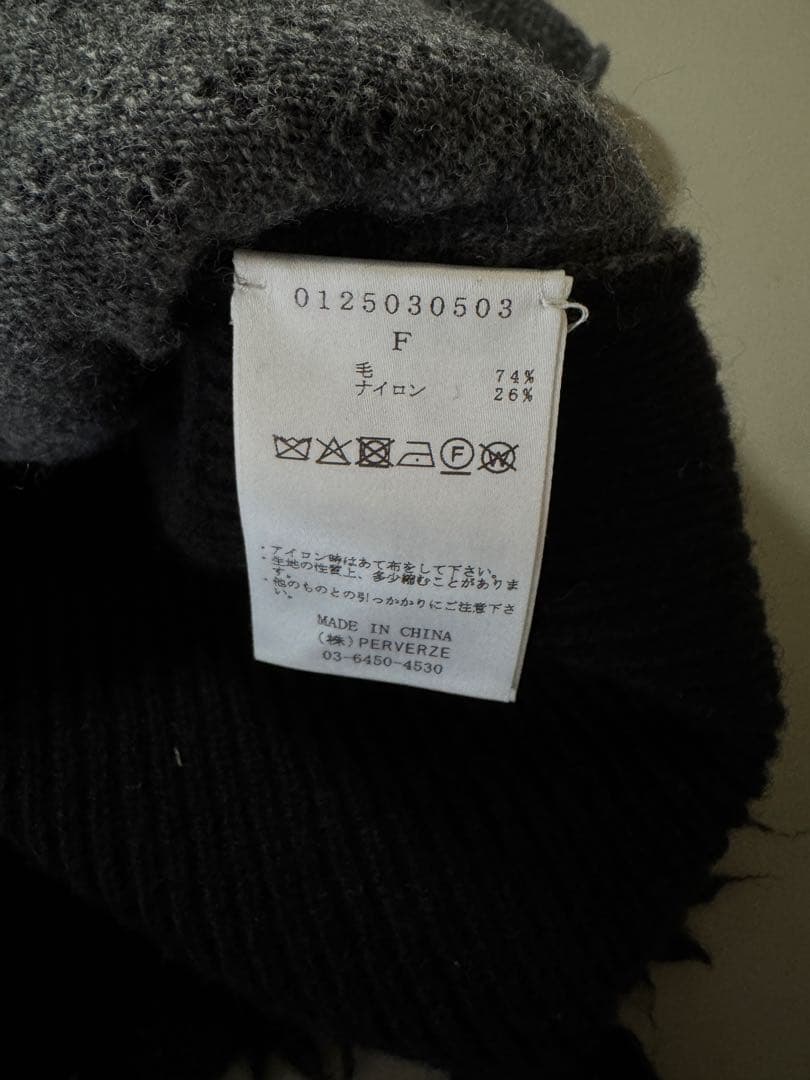 0125030503
F
毛 74%
ナイロン 26%
F W
・アイロン時はあて布をして下さい。
・生地の性質上、多少縮むことがありま
す。
・他のものとの引っかかりにご注意下さ
い。
MADE IN CHINA
(株)PERVERZE
03-6450-4530